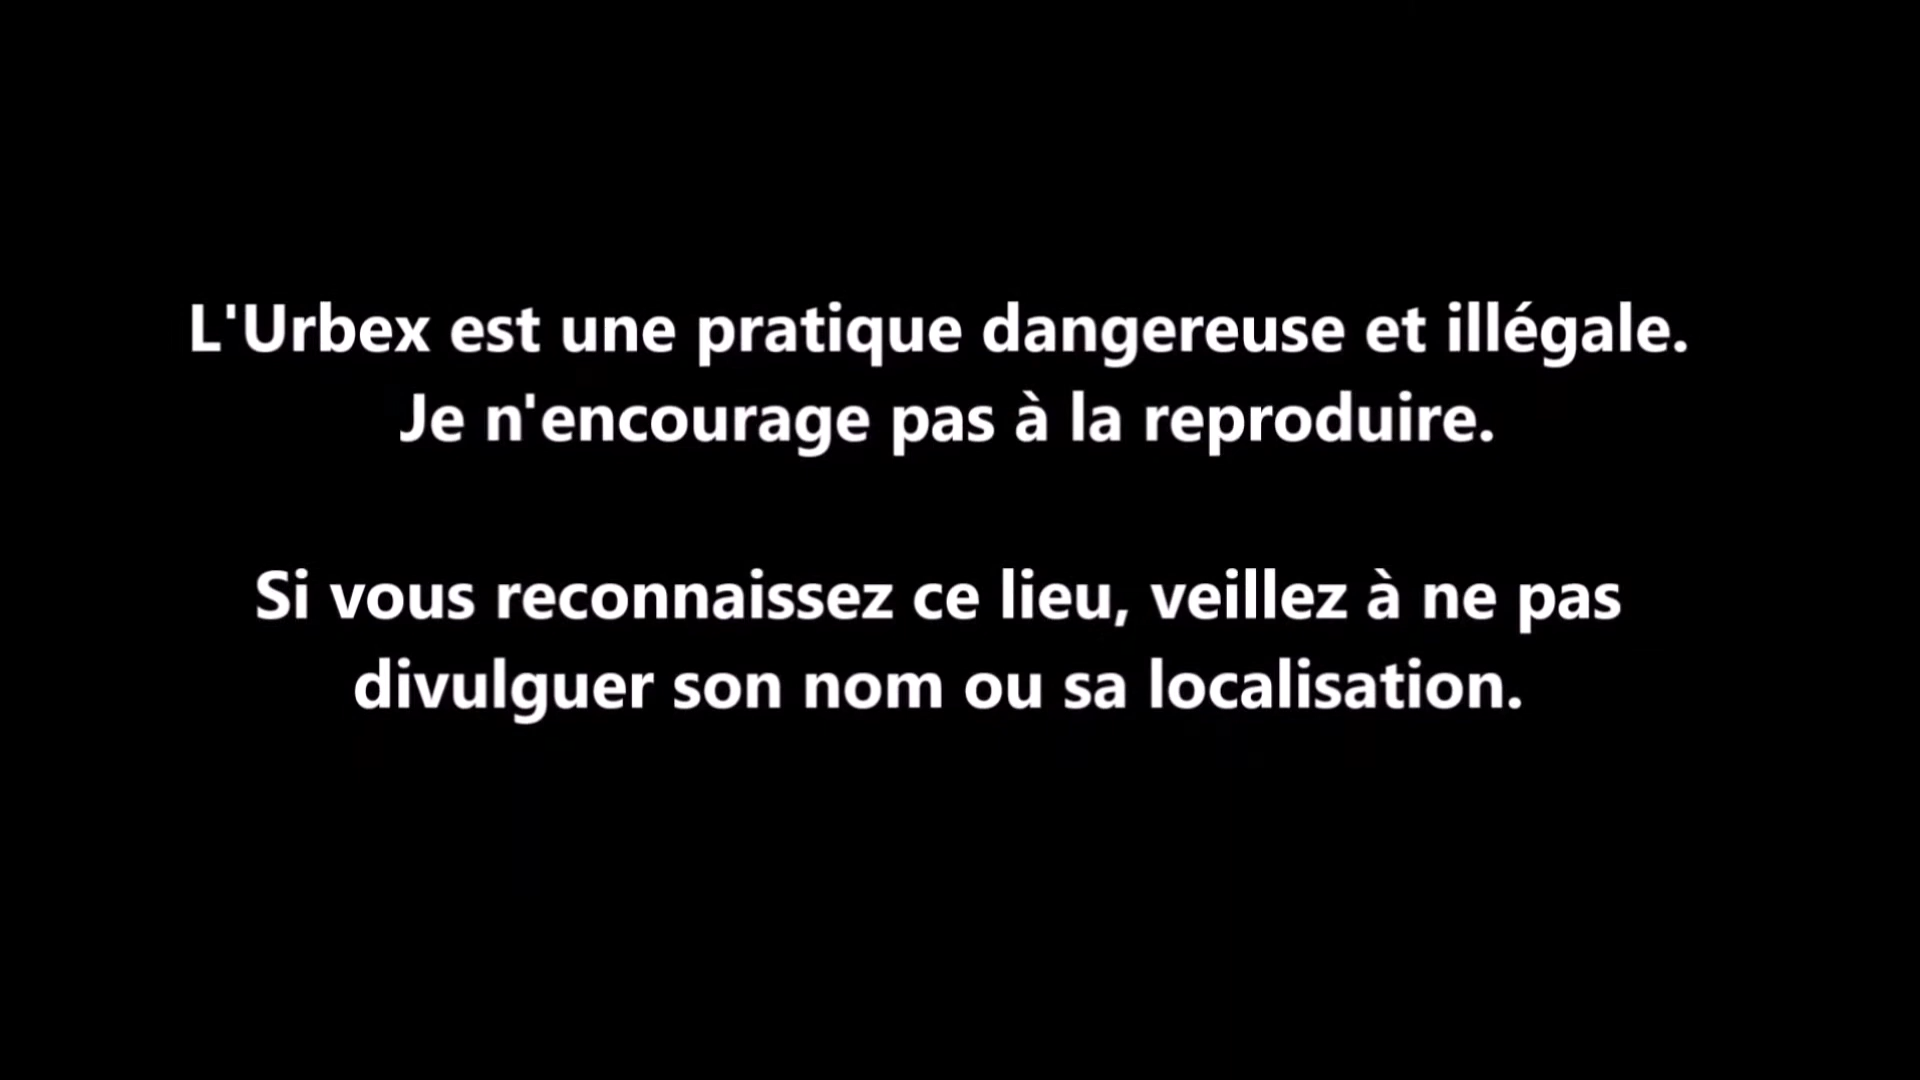 L'Urbex est une pratique dangereuse et illégale.
Je n'encourage pas à la reproduire.
Si vous reconnaissez ce lieu, veillez à ne pas
divulguer son nom ou sa localisation.